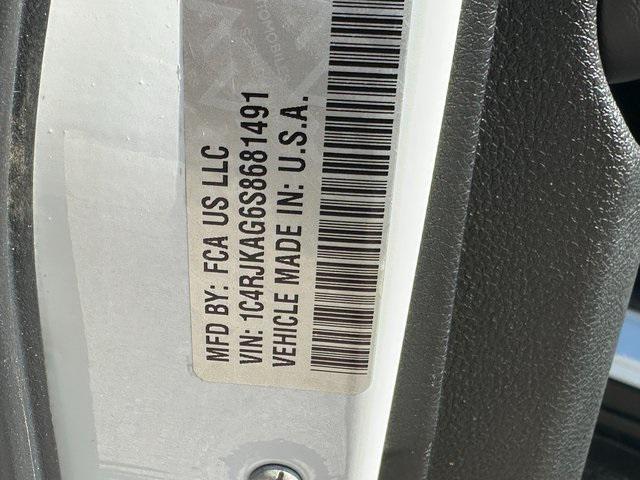 MFD BY: FCA US LLC
VIN: 1C4RJKAG6S8681491
VEHICLE MADE IN: U.S.A.